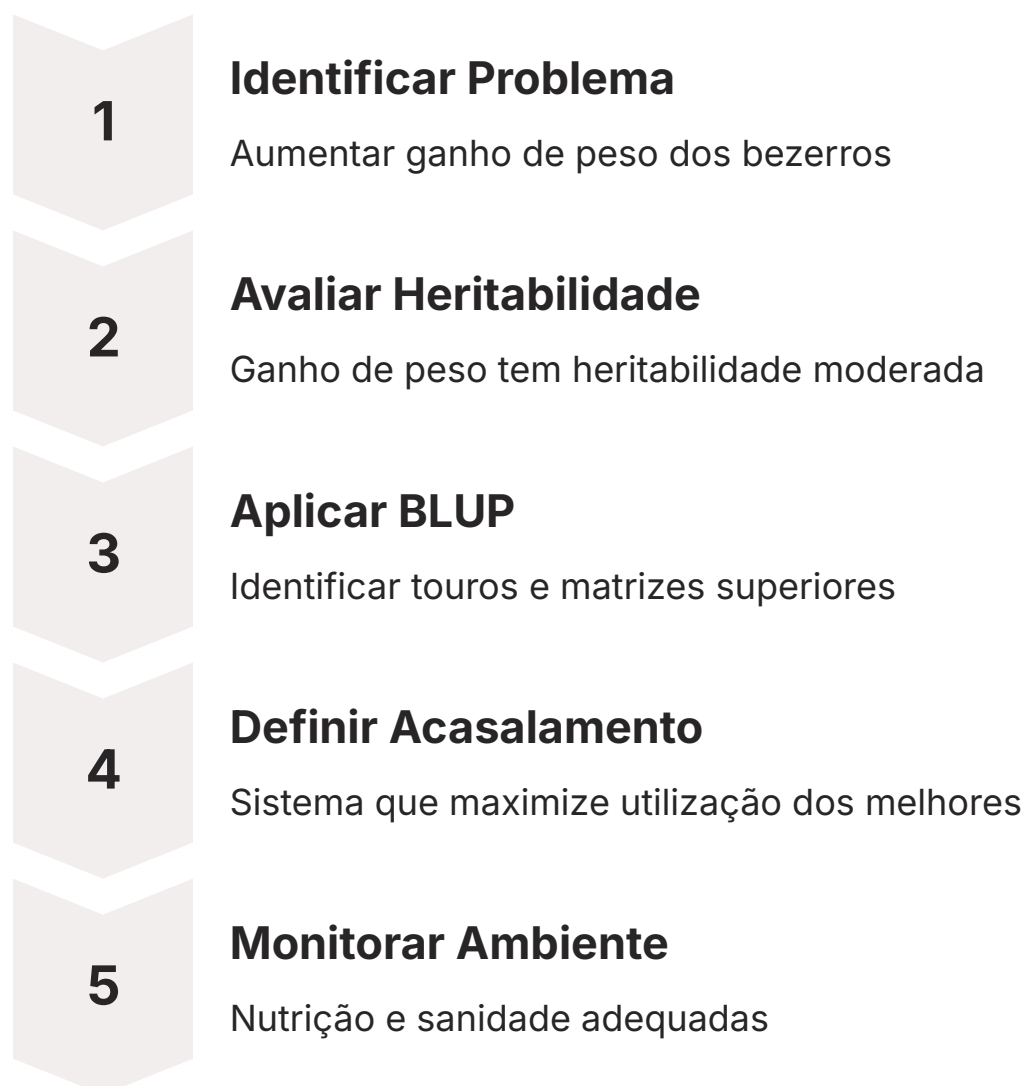 1
Identificar Problema
Aumentar ganho de peso dos bezerros
2
Avaliar Heritabilidade
Ganho de peso tem heritabilidade moderada
3
Aplicar BLUP
Identificar touros e matrizes superiores
4
Definir Acasalamento
Sistema que maximize utilização dos melhores
5
Monitorar Ambiente
Nutrição e sanidade adequadas